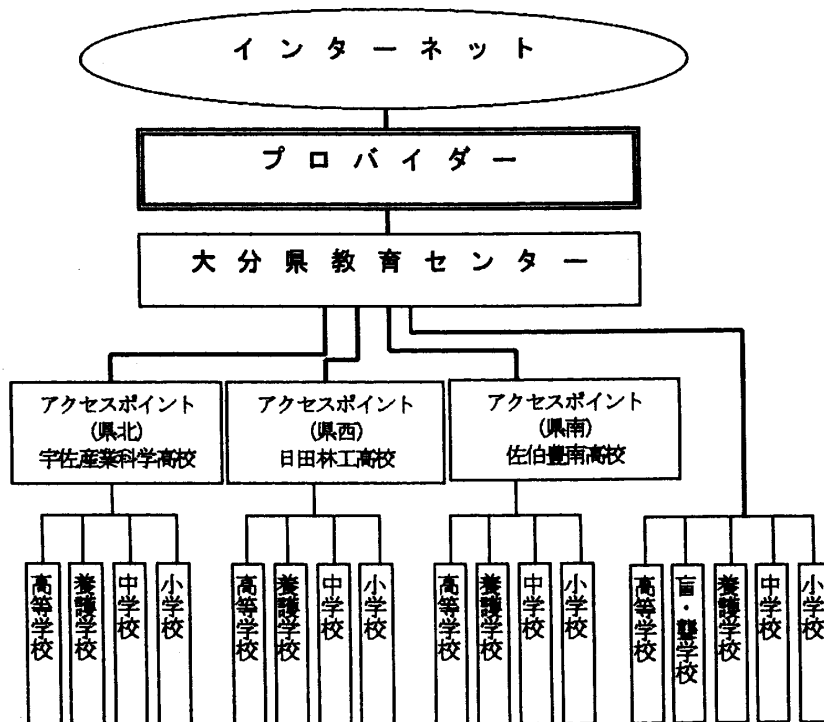 インターネット
プロバイダー
大分県教育センター
アクセスポイント
(県北)
宇佐産業科学高校
アクセスポイント
(県西)
日田林工高校
アクセスポイント
(県南)
佐伯豊南高校
高等学校
養護学校
中学校
小学校
高等学校
養護学校
中学校
小学校
高等学校
養護学校
中学校
小学校
高等学校
盲・聾学校
養護学校
中学校
小学校